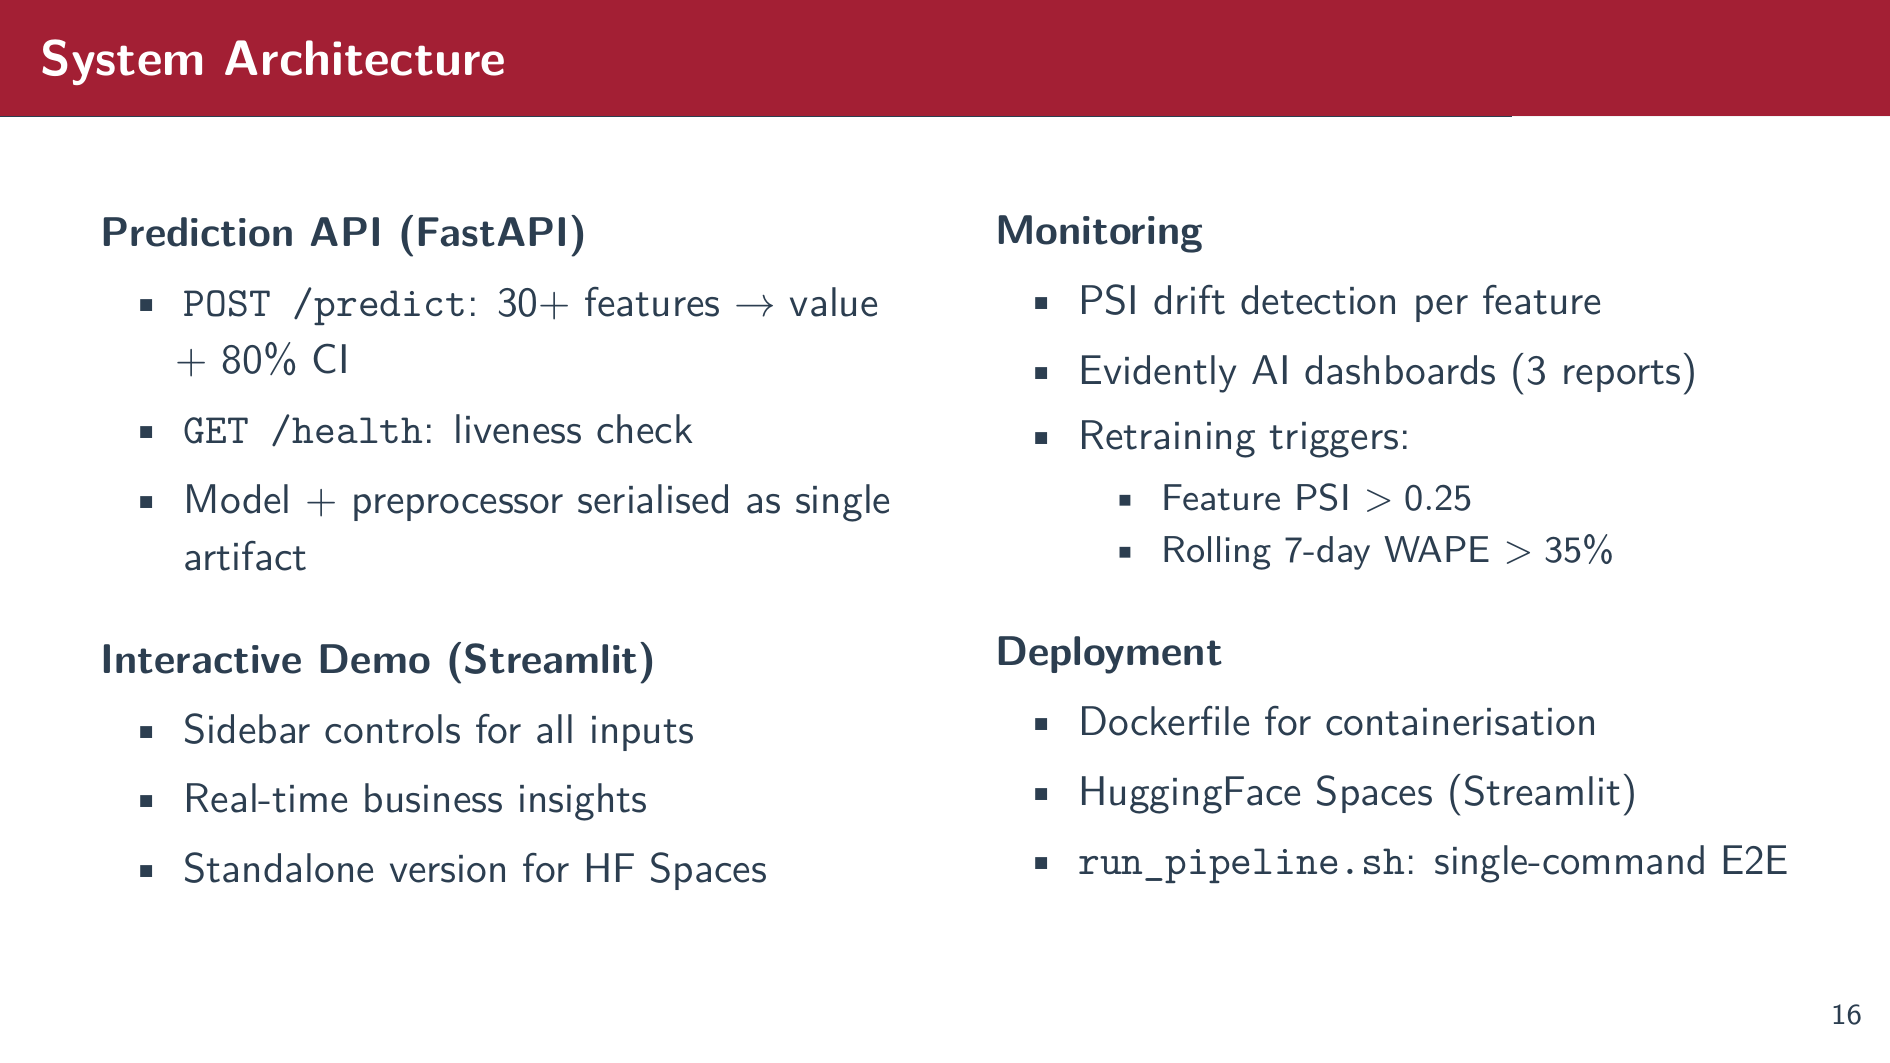 System Architecture
Prediction API (FastAPI)
▪ POST /predict: 30+ features → value
+ 80% CI
▪ GET /health: liveness check
▪ Model + preprocessor serialised as single
artifact
Interactive Demo (Streamlit)
▪ Sidebar controls for all inputs
▪ Real-time business insights
▪ Standalone version for HF Spaces
Monitoring
▪ PSI drift detection per feature
▪ Evidently AI dashboards (3 reports)
▪ Retraining triggers:
▪ Feature PSI > 0.25
▪ Rolling 7-day WAPE > 35%
Deployment
▪ Dockerfile for containerisation
▪ HuggingFace Spaces (Streamlit)
▪ run_pipeline.sh: single-command E2E
16